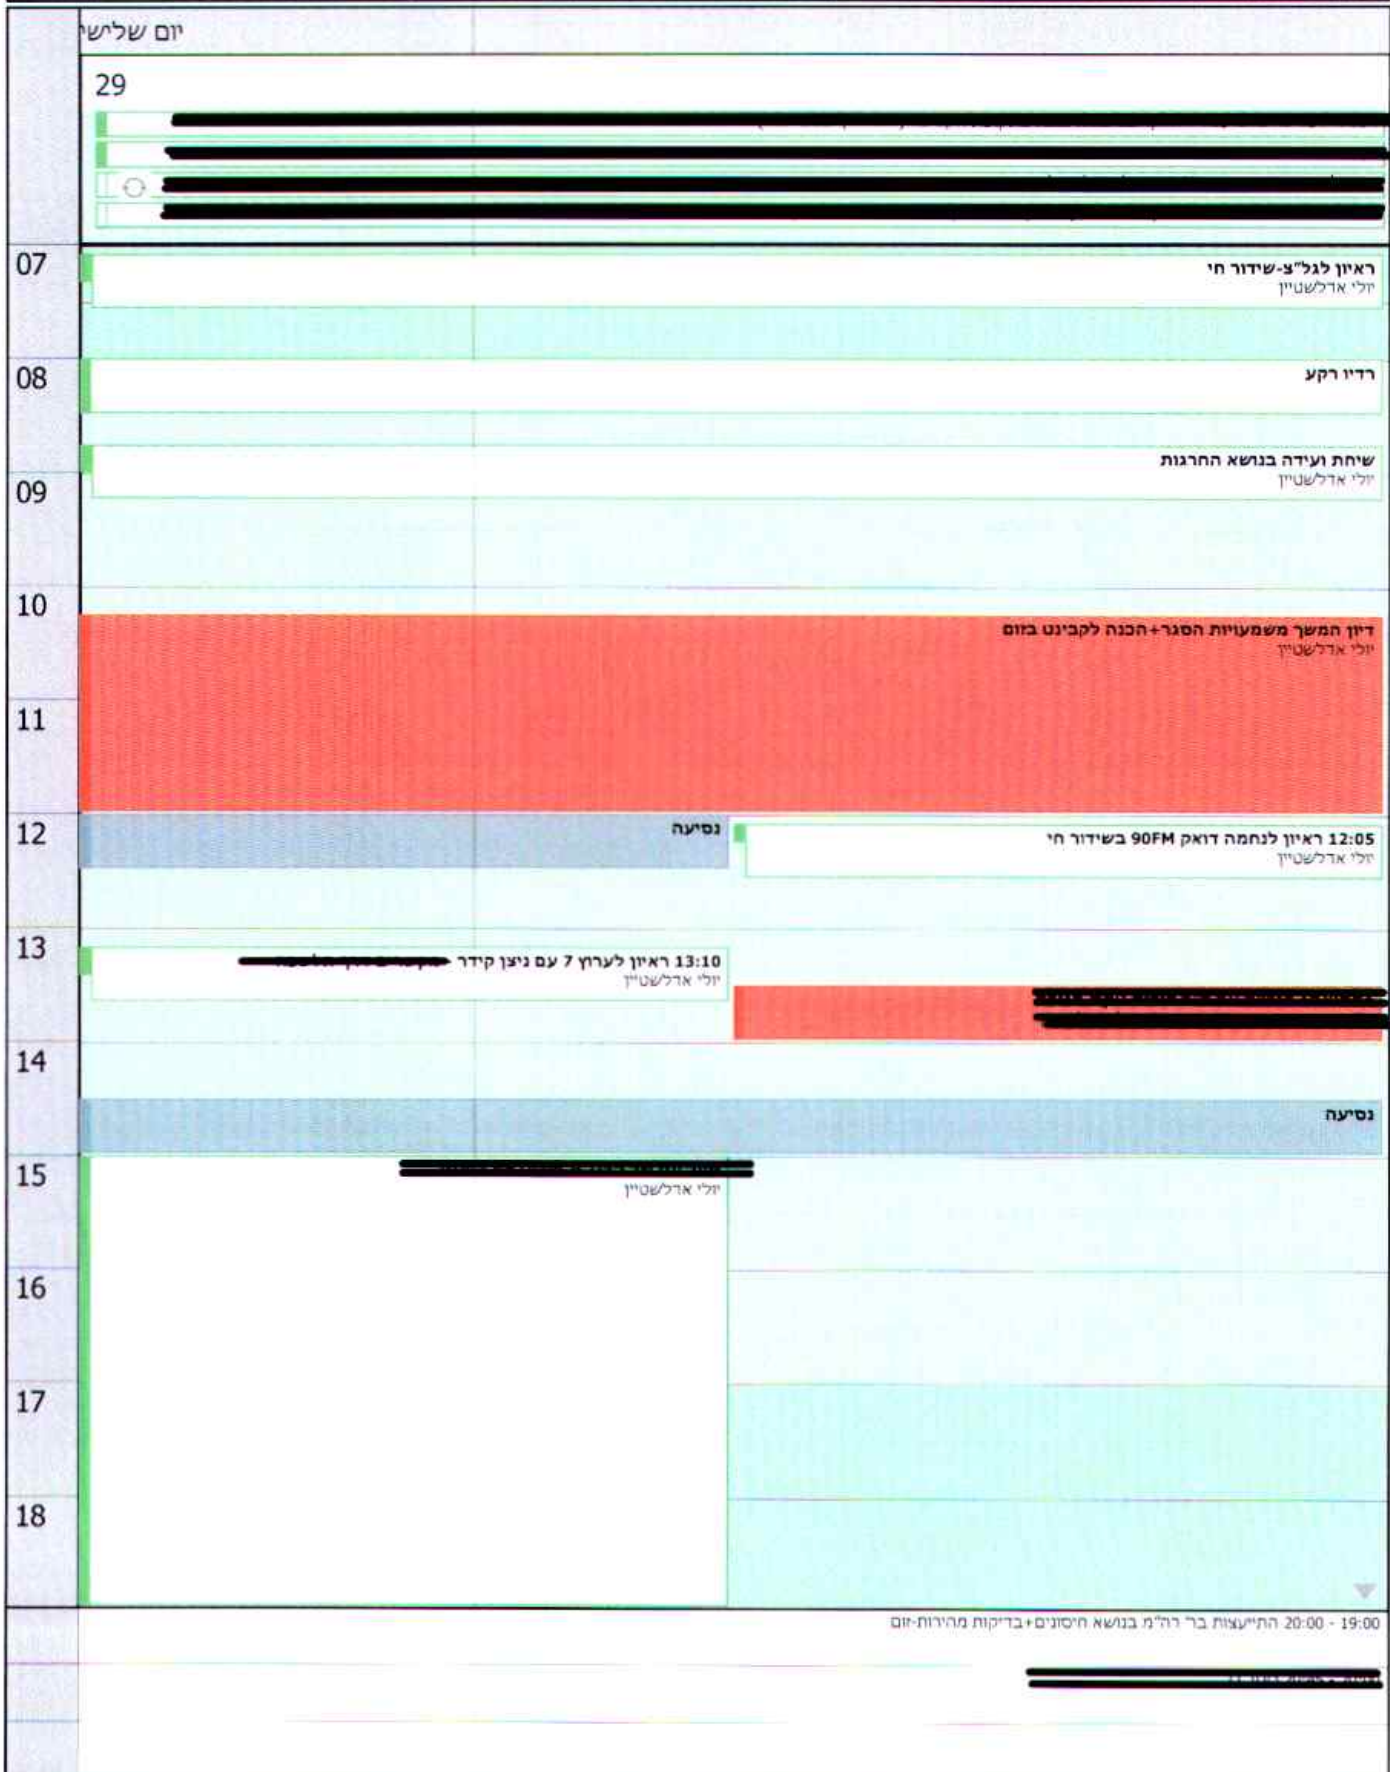 יום שלישי
29
07
ראיון לגל"צ-שידור חי
יולי אדלשטיין
08
רדיו רקע
שיחת ועידה בנושא החרגות
יולי אדלשטיין
09
10
דיון המשך משמעויות הסגר+הכנה לקבינט בזום
יולי אדלשטיין
11
12
12:05 ראיון לנחמה דואק 90FM בשידור חי
יולי אדלשטיין
נסיעה
13
13:10 ראיון לערוץ 7 עם ניצן קידר
יולי אדלשטיין
14
נסיעה
15
יולי אדלשטיין
16
17
18
19:00 - 20:00 התייעצות בר' רה"מ בנושא חיסונים+בדיקות מהירות-זום